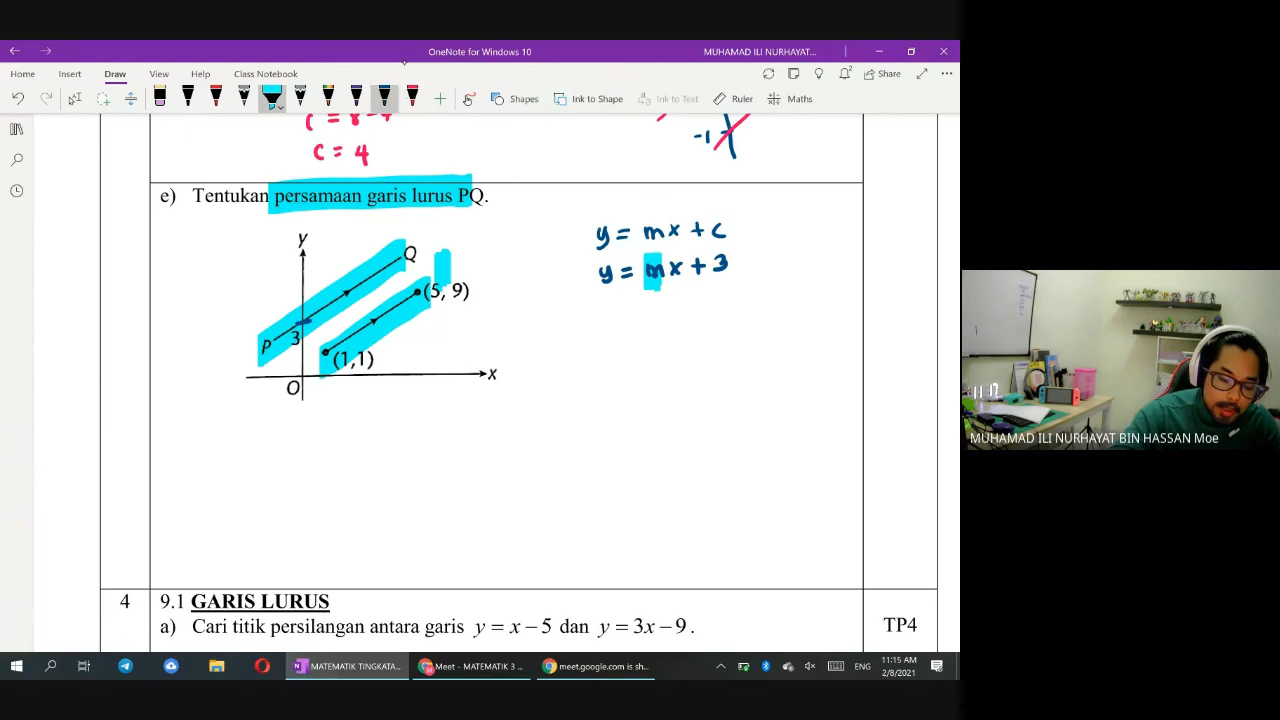 OneNote for Windows 10
MUHAMAD ILI NURHAYAT...
Home Insert Draw View Help Class Notebook
Share
Shapes Ink to Shape Ink to Text Ruler Maths
c = 4
-1
e) Tentukan persamaan garis lurus PQ.
y = mx + c
y = mx + 3
y
Q
(5, 9)
3
P
(1,1)
O
x
MUHAMAD ILI NURHAYAT BIN HASSAN Moe
4 9.1 GARIS LURUS
a) Cari titik persilangan antara garis y = x − 5 dan y = 3x − 9 .
TP4
MATEMATIK TINGKATA... Meet - MATEMATIK 3 ... meet.google.com is sh...
ENG
11:15 AM
2/8/2021